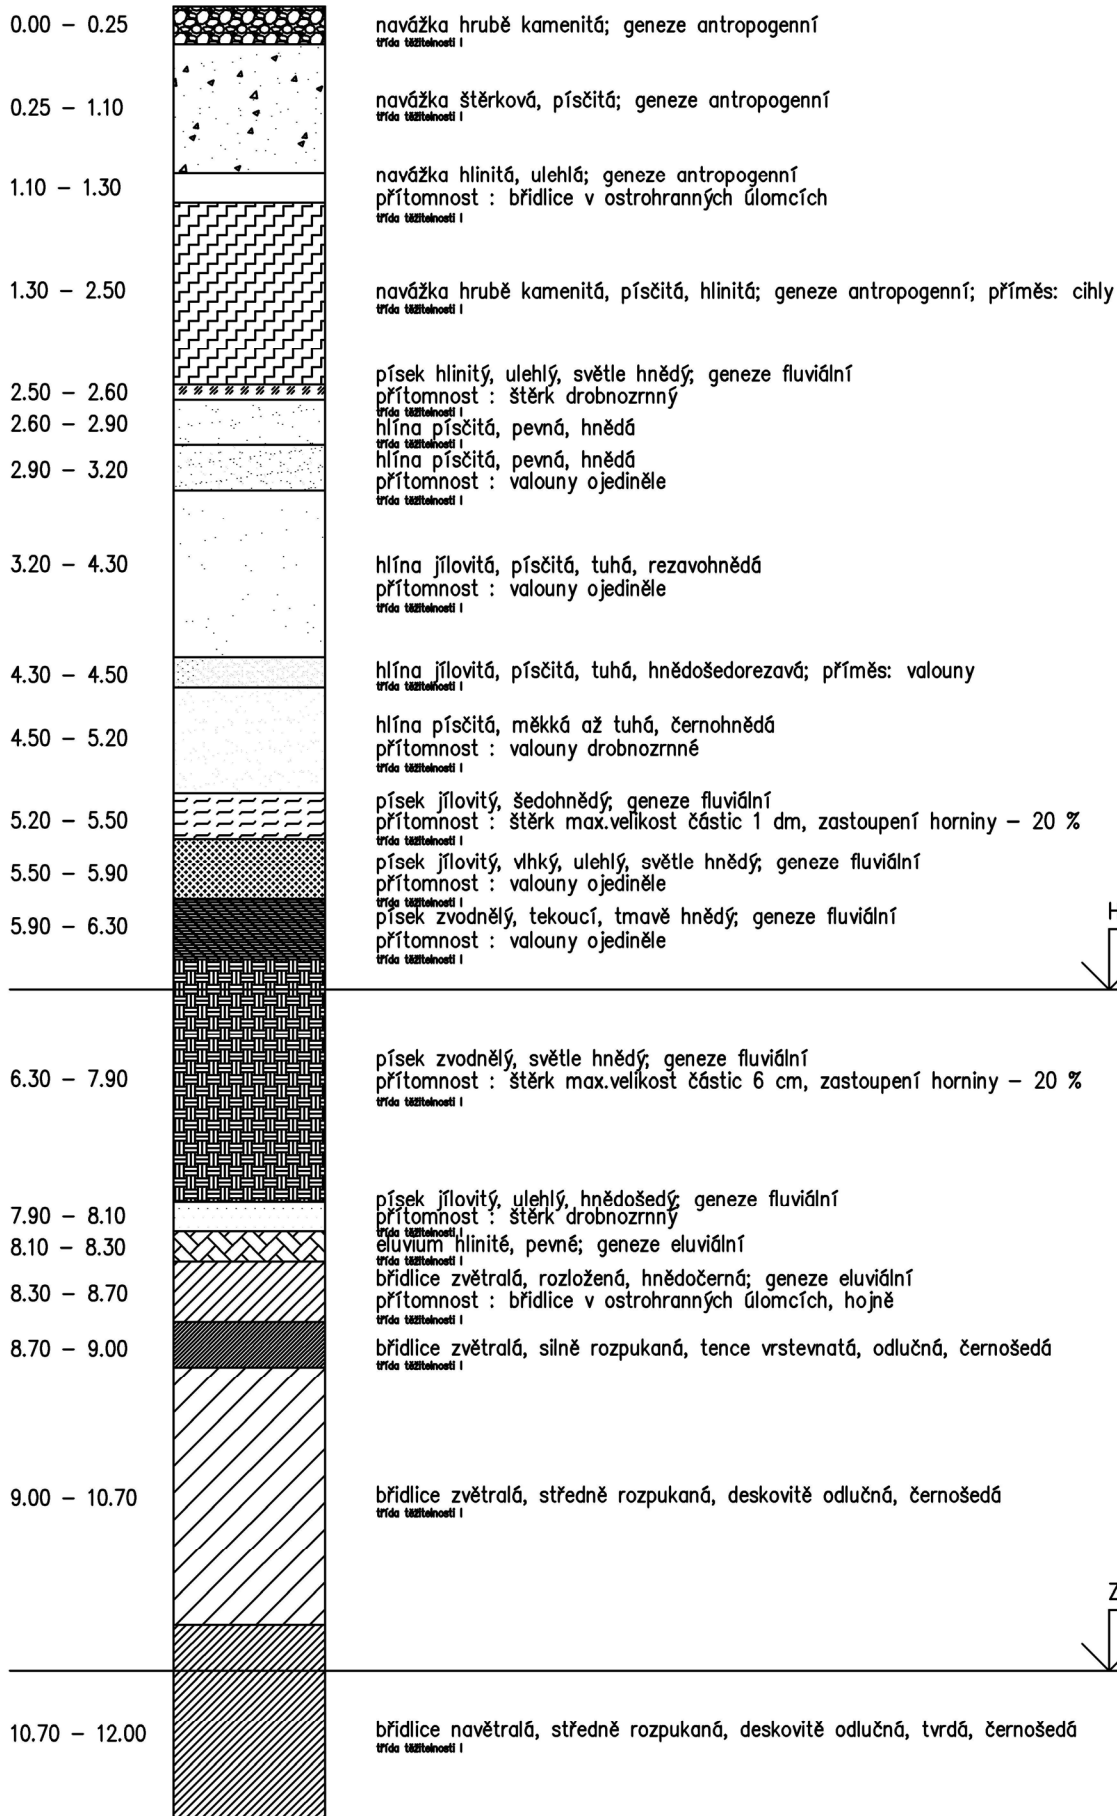 0.00 – 0.25
navážka hrubě kamenitá; geneze antropogenní
třída těžitelnosti I
0.25 – 1.10
navážka štěrková, písčitá; geneze antropogenní
třída těžitelnosti I
1.10 – 1.30
navážka hlinitá, ulehlá; geneze antropogenní
přítomnost : břidlice v ostrohranných úlomcích
třída těžitelnosti I
1.30 – 2.50
navážka hrubě kamenitá, písčitá, hlinitá; geneze antropogenní; příměs: cihly
třída těžitelnosti I
2.50 – 2.60
písek hlinitý, ulehlý, světle hnědý; geneze fluviální
přítomnost : štěrk drobnozrnný
třída těžitelnosti I
2.60 – 2.90
hlína písčitá, pevná, hnědá
třída těžitelnosti I
2.90 – 3.20
hlína písčitá, pevná, hnědá
přítomnost : valouny ojediněle
třída těžitelnosti I
3.20 – 4.30
hlína jílovitá, písčitá, tuhá, rezavohnědá
přítomnost : valouny ojediněle
třída těžitelnosti I
4.30 – 4.50
hlína jílovitá, písčitá, tuhá, hnědošedorezavá; příměs: valouny
třída těžitelnosti I
4.50 – 5.20
hlína písčitá, měkká až tuhá, černohnědá
přítomnost : valouny drobnozrnné
třída těžitelnosti I
5.20 – 5.50
písek jílovitý, šedohnědý; geneze fluviální
přítomnost : štěrk max.velikost částic 1 dm, zastoupení horniny – 20 %
třída těžitelnosti I
5.50 – 5.90
písek jílovitý, vlhký, ulehlý, světle hnědý; geneze fluviální
přítomnost : valouny ojediněle
třída těžitelnosti I
5.90 – 6.30
písek zvodnělý, tekoucí, tmavě hnědý; geneze fluviální
přítomnost : valouny ojediněle
třída těžitelnosti I
H
6.30 – 7.90
písek zvodnělý, světle hnědý; geneze fluviální
přítomnost : štěrk max.velikost částic 6 cm, zastoupení horniny – 20 %
třída těžitelnosti I
7.90 – 8.10
písek jílovitý, ulehlý, hnědošedý; geneze fluviální
přítomnost : štěrk drobnozrnný
třída těžitelnosti I
8.10 – 8.30
eluvium hlinité, pevné; geneze eluviální
třída těžitelnosti I
8.30 – 8.70
břidlice zvětralá, rozložená, hnědočerná; geneze eluviální
přítomnost : břidlice v ostrohranných úlomcích, hojně
třída těžitelnosti I
8.70 – 9.00
břidlice zvětralá, silně rozpukaná, tence vrstevnatá, odlučná, černošedá
třída těžitelnosti I
9.00 – 10.70
břidlice zvětralá, středně rozpukaná, deskovitě odlučná, černošedá
třída těžitelnosti I
Z
10.70 – 12.00
břidlice navětralá, středně rozpukaná, deskovitě odlučná, tvrdá, černošedá
třída těžitelnosti I